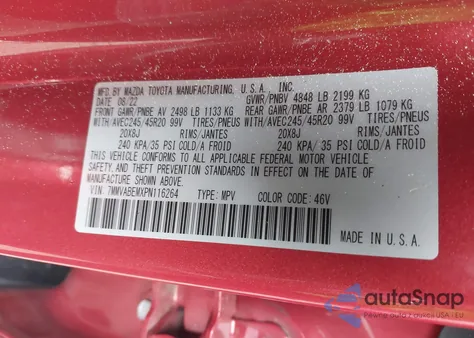 MFD. BY MAZDA TOYOTA MANUFACTURING, U.S.A., INC.
DATE 08/22 GVWR/PNBV 4848 LB 2199 KG
FRONT GAWR/PNBE AV 2498 LB 1133 KG REAR GAWR/PNBE AR 2379 LB 1079 KG
WITH AVEC245/45R20 99V TIRES/PNEUS WITH AVEC245/45R20 99V TIRES/PNEUS
20X8J RIMS/JANTES 20X8J RIMS/JANTES
240 KPA/35 PSI COLD/A FROID 240 KPA/35 PSI COLD/A FROID
THIS VEHICLE CONFORMS TO ALL APPLICABLE FEDERAL MOTOR VEHICLE SAFETY, BUMPER,
AND THEFT PREVENTION STANDARDS IN EFFECT ON THE DATE OF
MANUFACTURE SHOWN ABOVE.
VIN: 7MMVABEMXPN116264 TYPE: MPV COLOR CODE: 46V
MADE IN U.S.A.
autoSnap